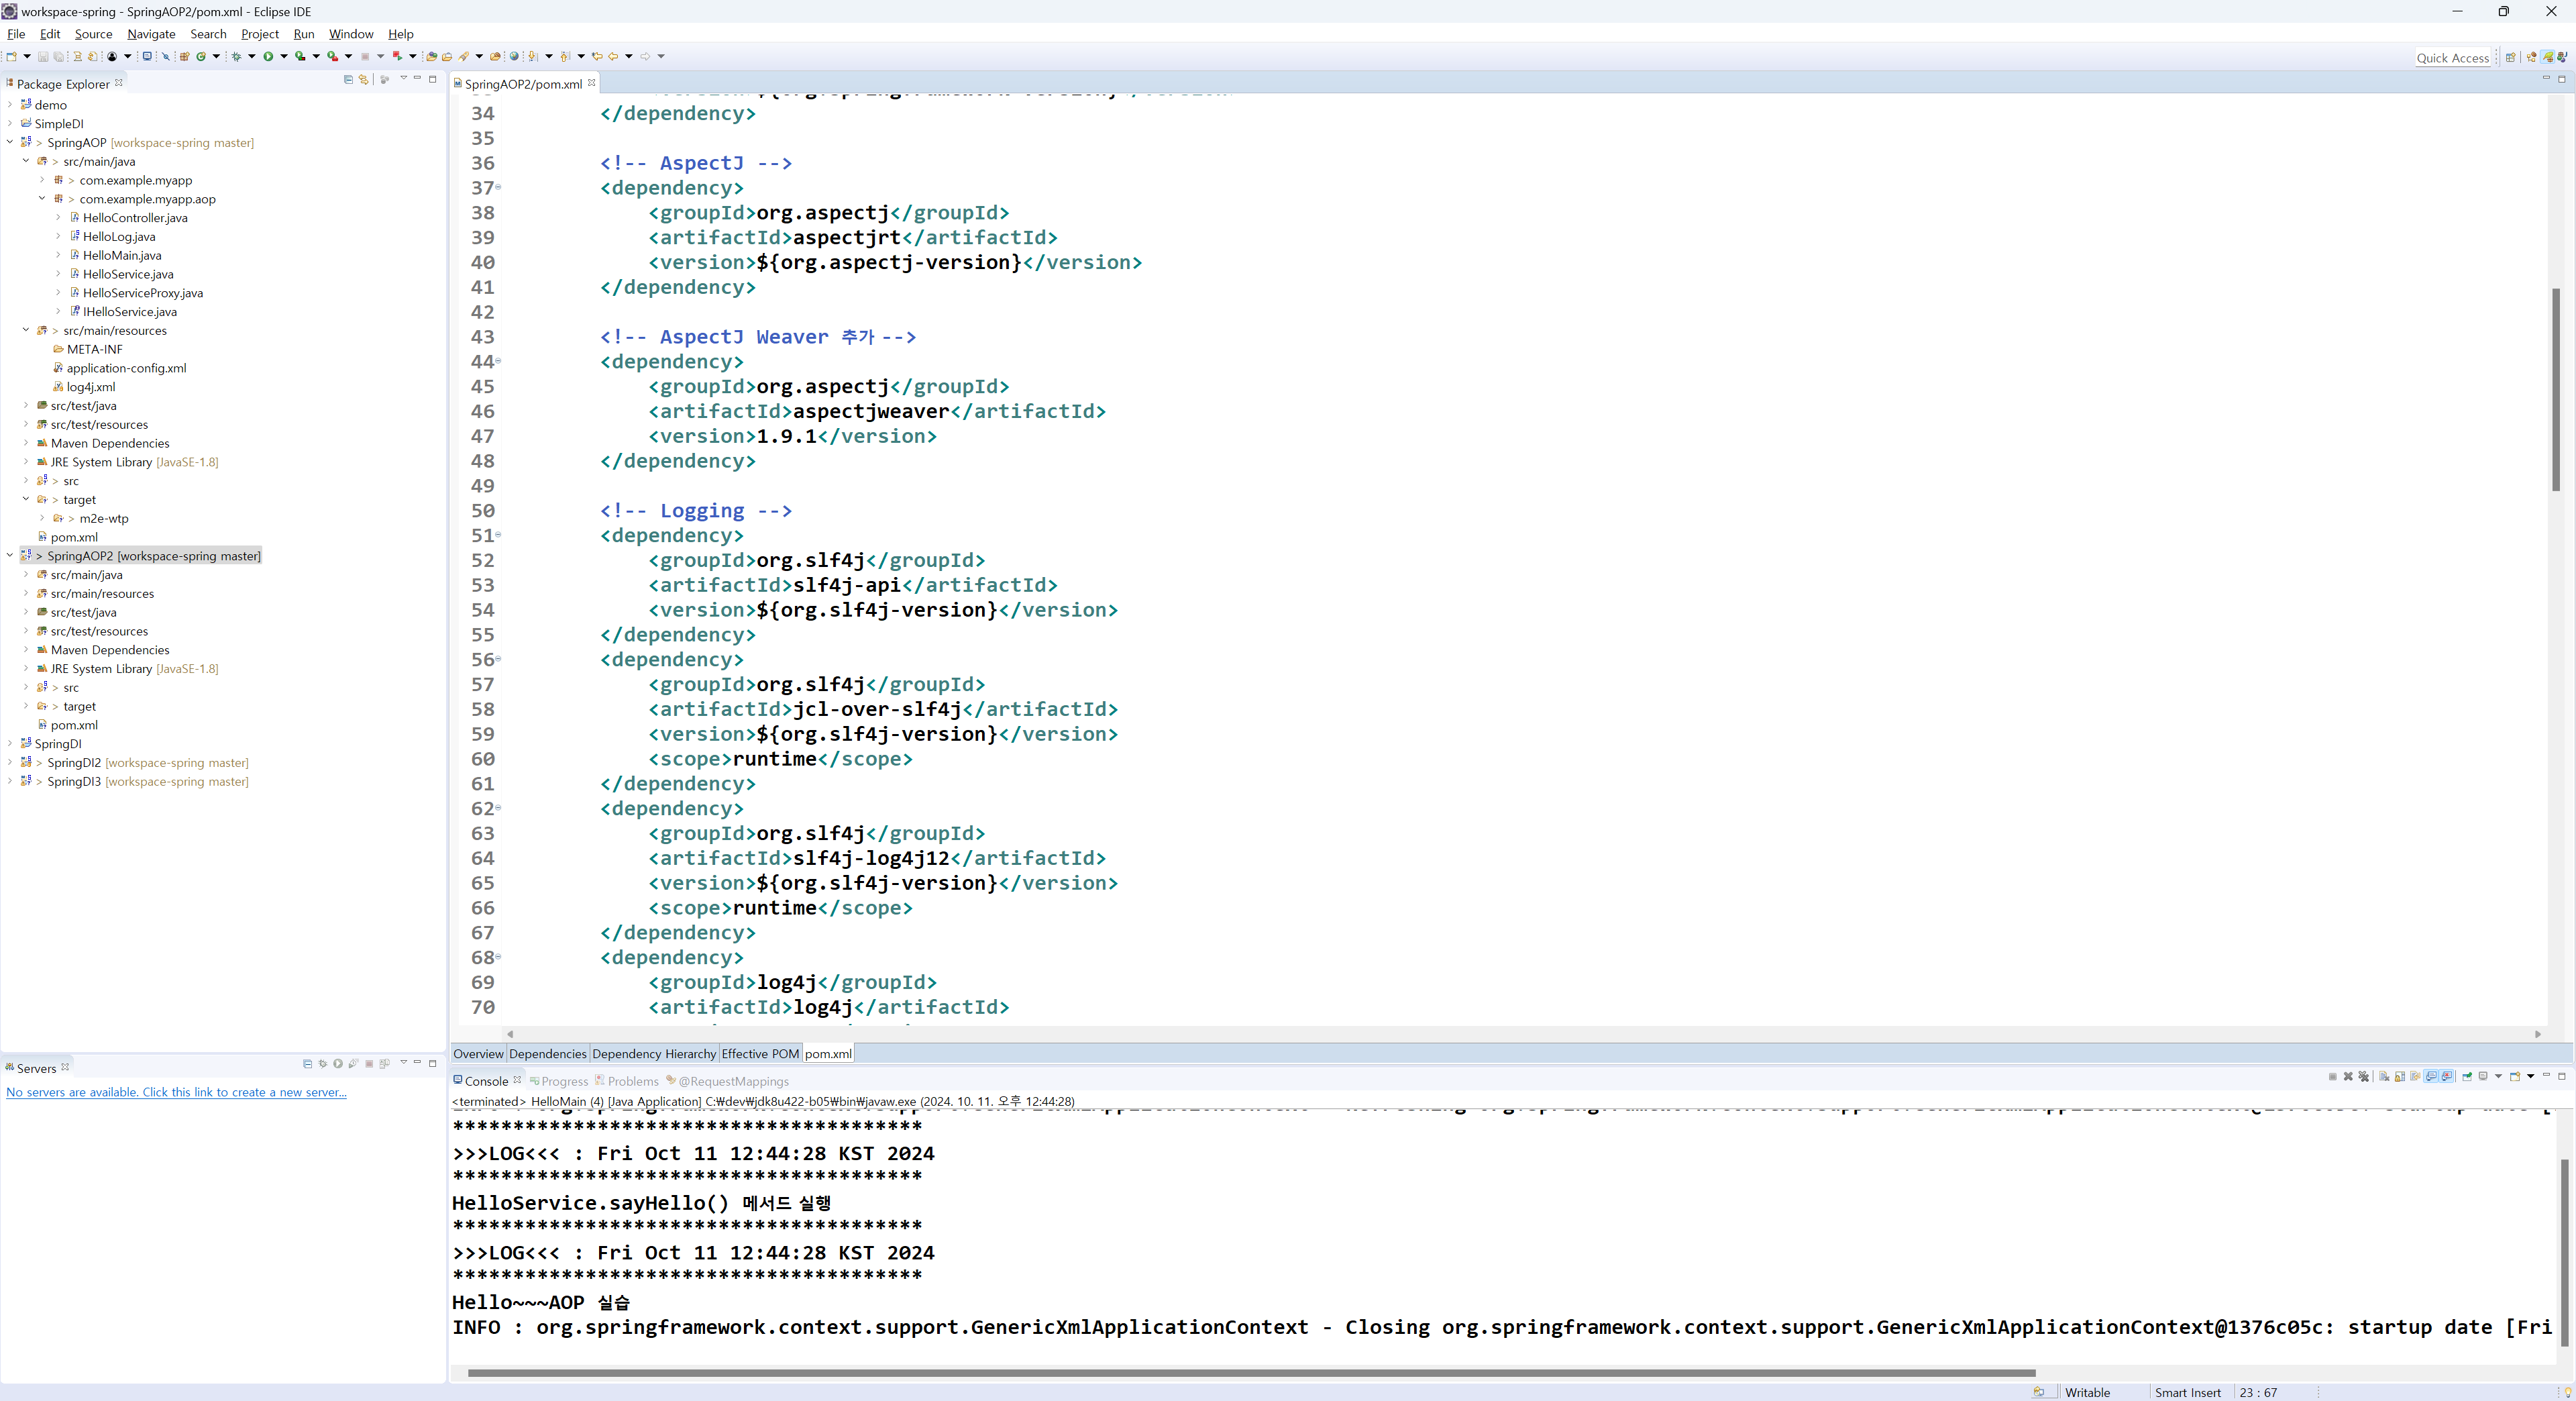 workspace-spring - SpringAOP2/pom.xml - Eclipse IDE
File Edit Source Navigate Search Project Run Window Help
Quick Access
Package Explorer
demo
SimpleDI
> SpringAOP [workspace-spring master]
> src/main/java
> com.example.myapp
> com.example.myapp.aop
HelloController.java
HelloLog.java
HelloMain.java
HelloService.java
HelloServiceProxy.java
IHelloService.java
> src/main/resources
META-INF
application-config.xml
log4j.xml
src/test/java
src/test/resources
Maven Dependencies
JRE System Library [JavaSE-1.8]
> src
> target
> m2e-wtp
pom.xml
> SpringAOP2 [workspace-spring master]
src/main/java
src/main/resources
src/test/java
src/test/resources
Maven Dependencies
JRE System Library [JavaSE-1.8]
> src
> target
pom.xml
SpringDI
> SpringDI2 [workspace-spring master]
> SpringDI3 [workspace-spring master]
Servers
No servers are available. Click this link to create a new server...
SpringAOP2/pom.xml
34 </dependency>
35
36 <!-- AspectJ -->
37 <dependency>
38 <groupId>org.aspectj</groupId>
39 <artifactId>aspectjrt</artifactId>
40 <version>${org.aspectj-version}</version>
41 </dependency>
42
43 <!-- AspectJ Weaver 추가 -->
44 <dependency>
45 <groupId>org.aspectj</groupId>
46 <artifactId>aspectjweaver</artifactId>
47 <version>1.9.1</version>
48 </dependency>
49
50 <!-- Logging -->
51 <dependency>
52 <groupId>org.slf4j</groupId>
53 <artifactId>slf4j-api</artifactId>
54 <version>${org.slf4j-version}</version>
55 </dependency>
56 <dependency>
57 <groupId>org.slf4j</groupId>
58 <artifactId>jcl-over-slf4j</artifactId>
59 <version>${org.slf4j-version}</version>
60 <scope>runtime</scope>
61 </dependency>
62 <dependency>
63 <groupId>org.slf4j</groupId>
64 <artifactId>slf4j-log4j12</artifactId>
65 <version>${org.slf4j-version}</version>
66 <scope>runtime</scope>
67 </dependency>
68 <dependency>
69 <groupId>log4j</groupId>
70 <artifactId>log4j</artifactId>
Overview Dependencies Dependency Hierarchy Effective POM pom.xml
Console Progress Problems @RequestMappings
<terminated> HelloMain (4) [Java Application] C:₩dev₩jdk8u422-b05₩bin₩javaw.exe (2024. 10. 11. 오후 12:44:28)
***************************************
>>>LOG<<< : Fri Oct 11 12:44:28 KST 2024
***************************************
HelloService.sayHello() 메서드 실행
***************************************
>>>LOG<<< : Fri Oct 11 12:44:28 KST 2024
***************************************
Hello~~~AOP 실습
INFO : org.springframework.context.support.GenericXmlApplicationContext - Closing org.springframework.context.support.GenericXmlApplicationContext@1376c05c: startup date [Fri
Writable Smart Insert 23 : 67